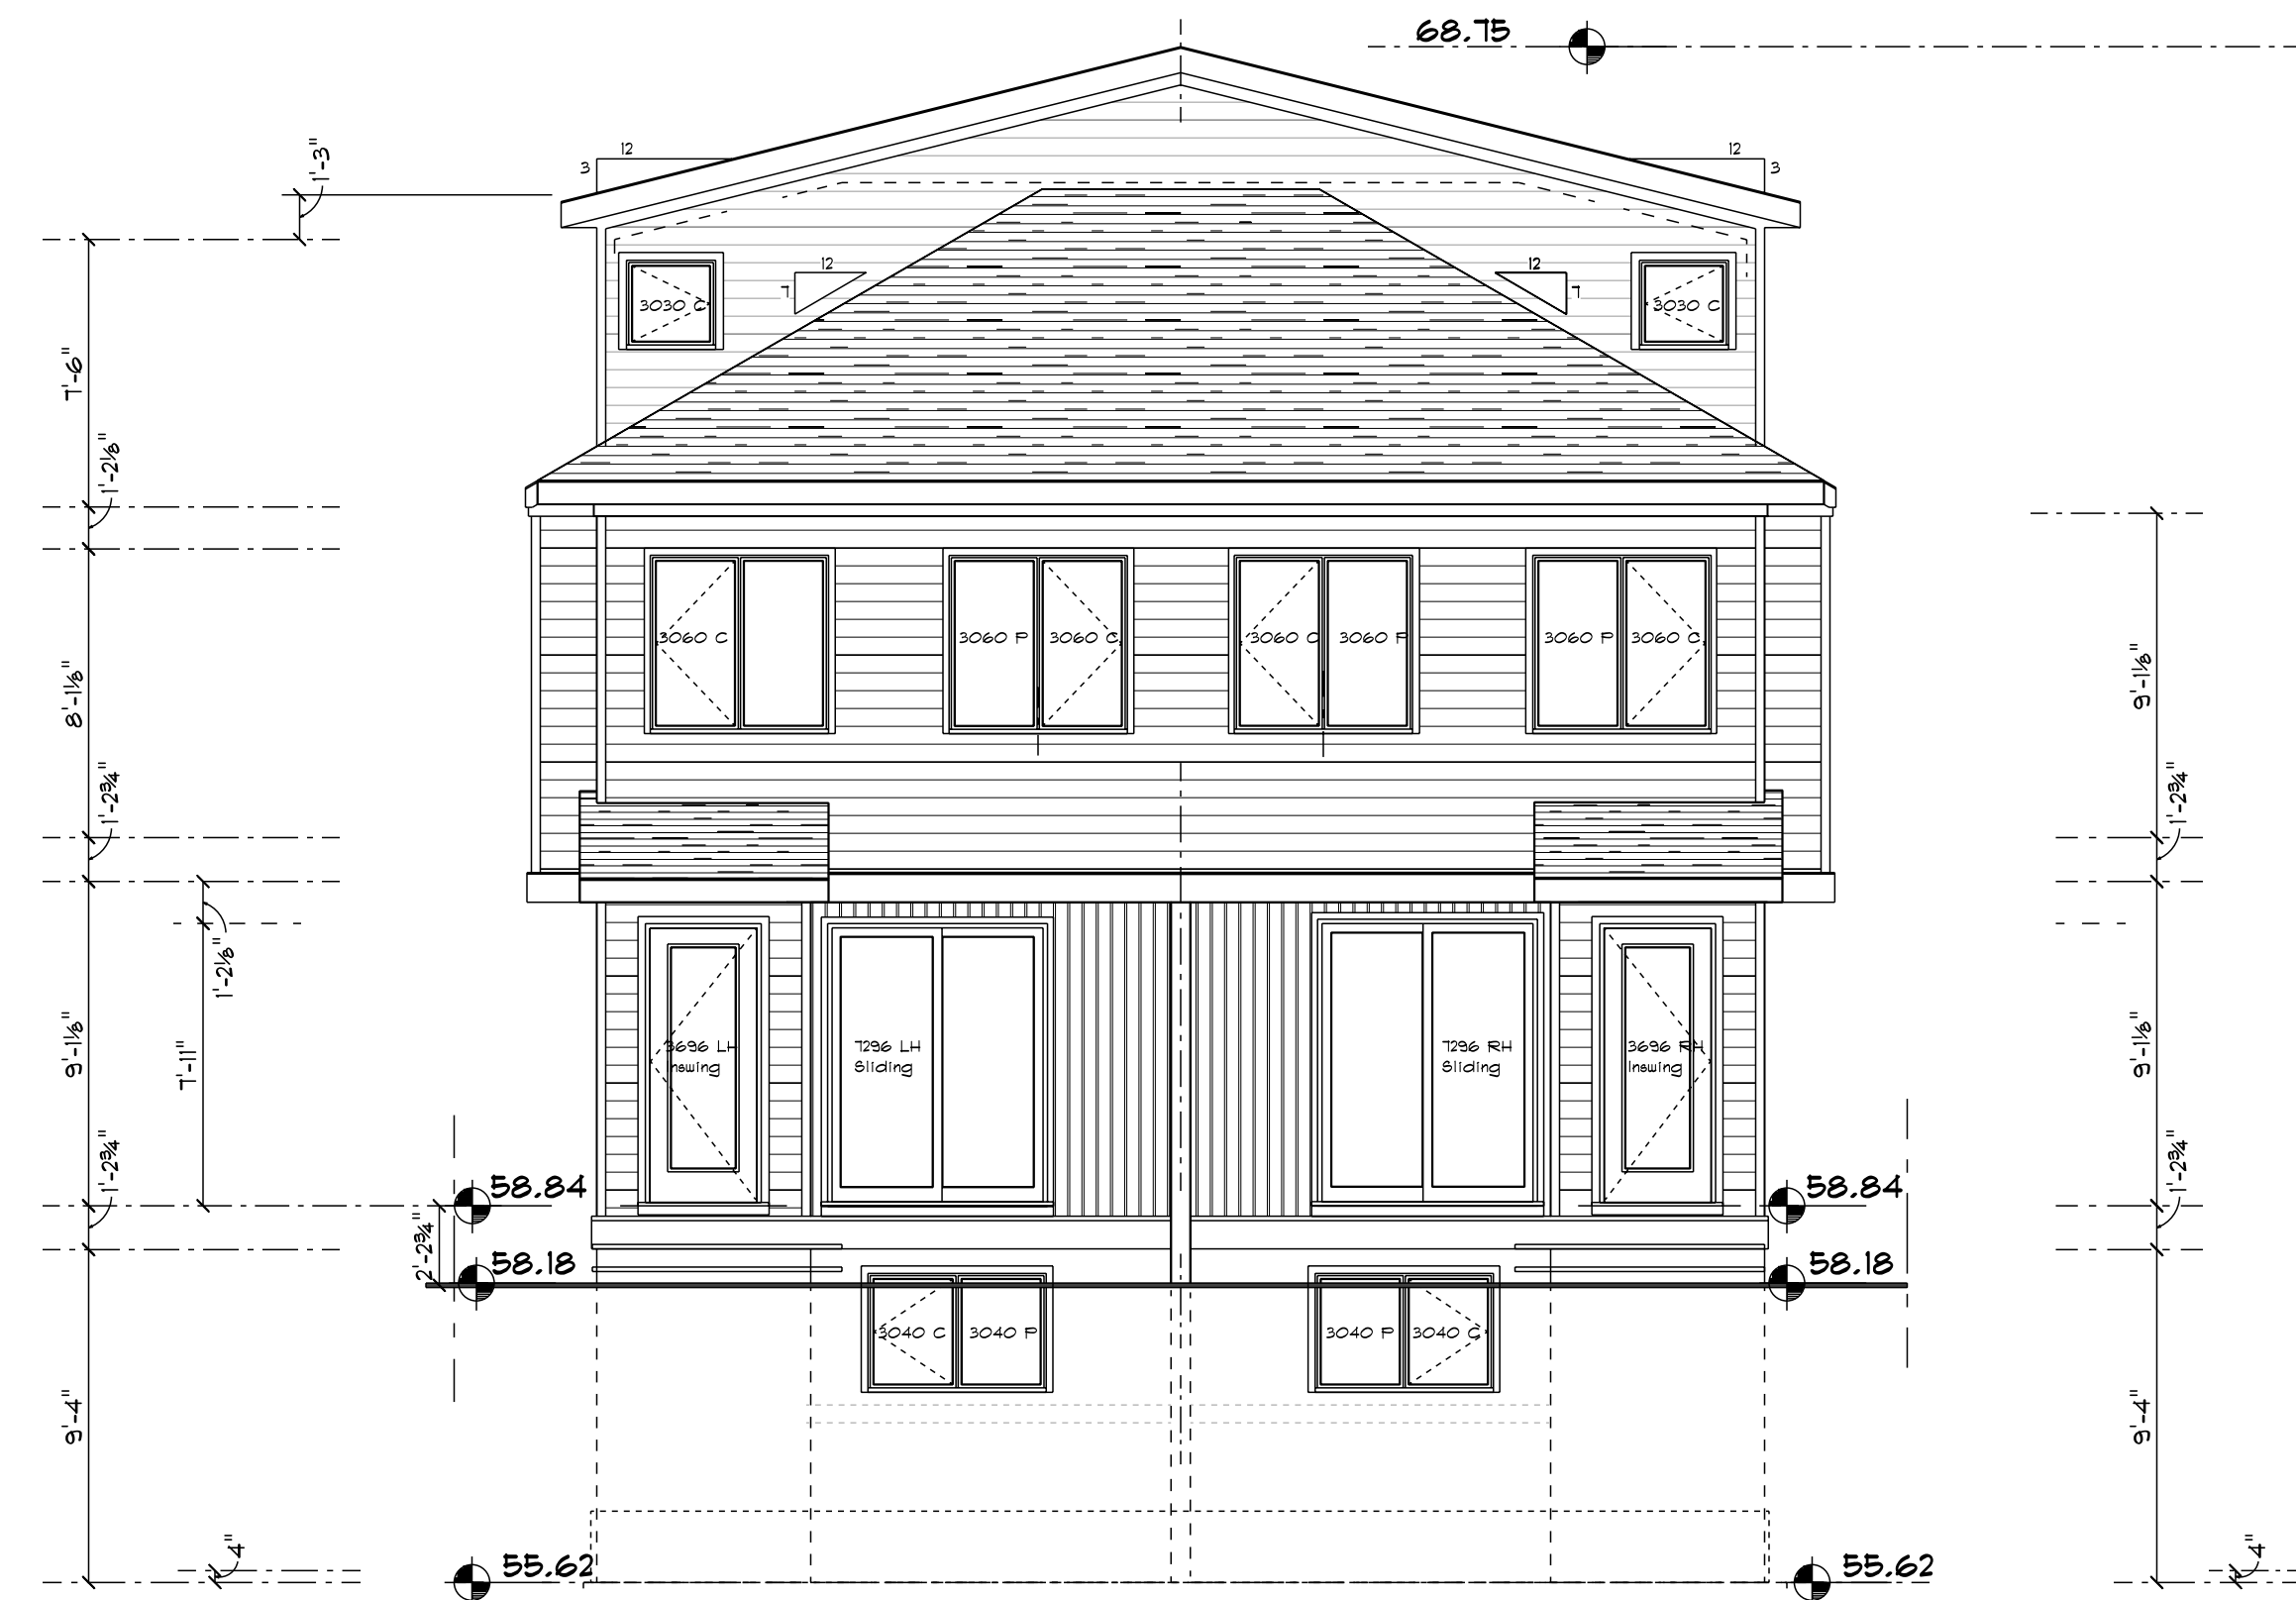 68.75
12
3
12
3
1'-3"
12
7
12
7
3030 C
3030 C
7'-6"
1'-2⅛"
3060 C
3060 P
3060 C
3060 C
3060 P
3060 P
3060 C
8'-1⅛"
9'-1⅛"
1'-2¾"
1'-2¾"
1'-2⅛"
9'-1⅛"
7'-11"
3696 LH
Inswing
7296 LH
Sliding
7296 RH
Sliding
3696 RH
Inswing
9'-1⅛"
1'-2¾"
1'-2¾"
58.84
58.84
2'-2¾"
58.18
58.18
3040 C
3040 P
3040 P
3040 C
9'-4"
9'-4"
4"
4"
55.62
55.62